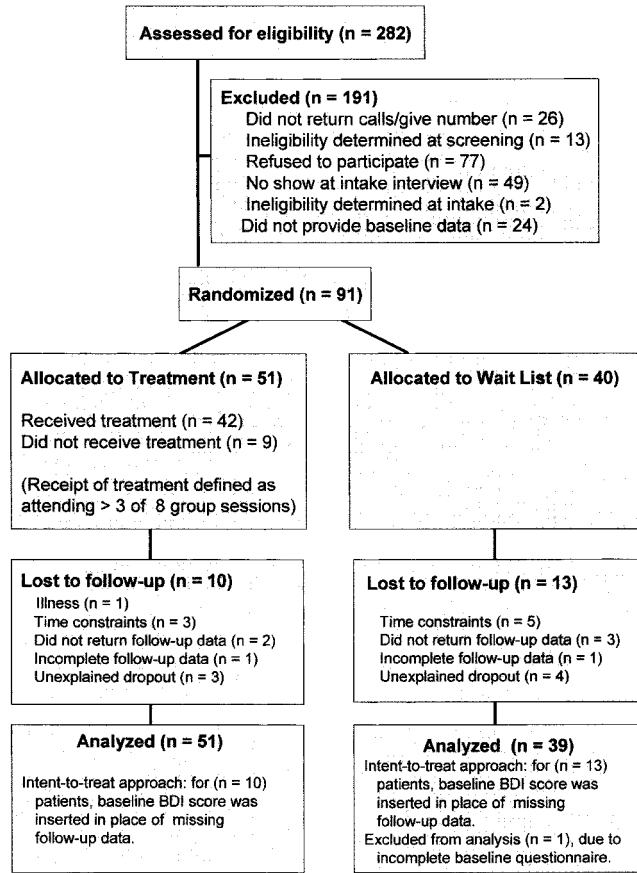 Assessed for eligibility (n = 282)
Excluded (n = 191)
Did not return calls/give number (n = 26)
Ineligibility determined at screening (n = 13)
Refused to participate (n = 77)
No show at intake interview (n = 49)
Ineligibility determined at intake (n = 2)
Did not provide baseline data (n = 24)
Randomized (n = 91)
Allocated to Treatment (n = 51)
Received treatment (n = 42)
Did not receive treatment (n = 9)
(Receipt of treatment defined as
attending > 3 of 8 group sessions)
Allocated to Wait List (n = 40)
Lost to follow-up (n = 10)
Illness (n = 1)
Time constraints (n = 3)
Did not return follow-up data (n = 2)
Incomplete follow-up data (n = 1)
Unexplained dropout (n = 3)
Lost to follow-up (n = 13)
Time constraints (n = 5)
Did not return follow-up data (n = 3)
Incomplete follow-up data (n = 1)
Unexplained dropout (n = 4)
Analyzed (n = 51)
Intent-to-treat approach: for (n = 10)
patients, baseline BDI score was
inserted in place of missing
follow-up data.
Analyzed (n = 39)
Intent-to-treat approach: for (n = 13)
patients, baseline BDI score was
inserted in place of missing
follow-up data.
Excluded from analysis (n = 1), due to
incomplete baseline questionnaire.